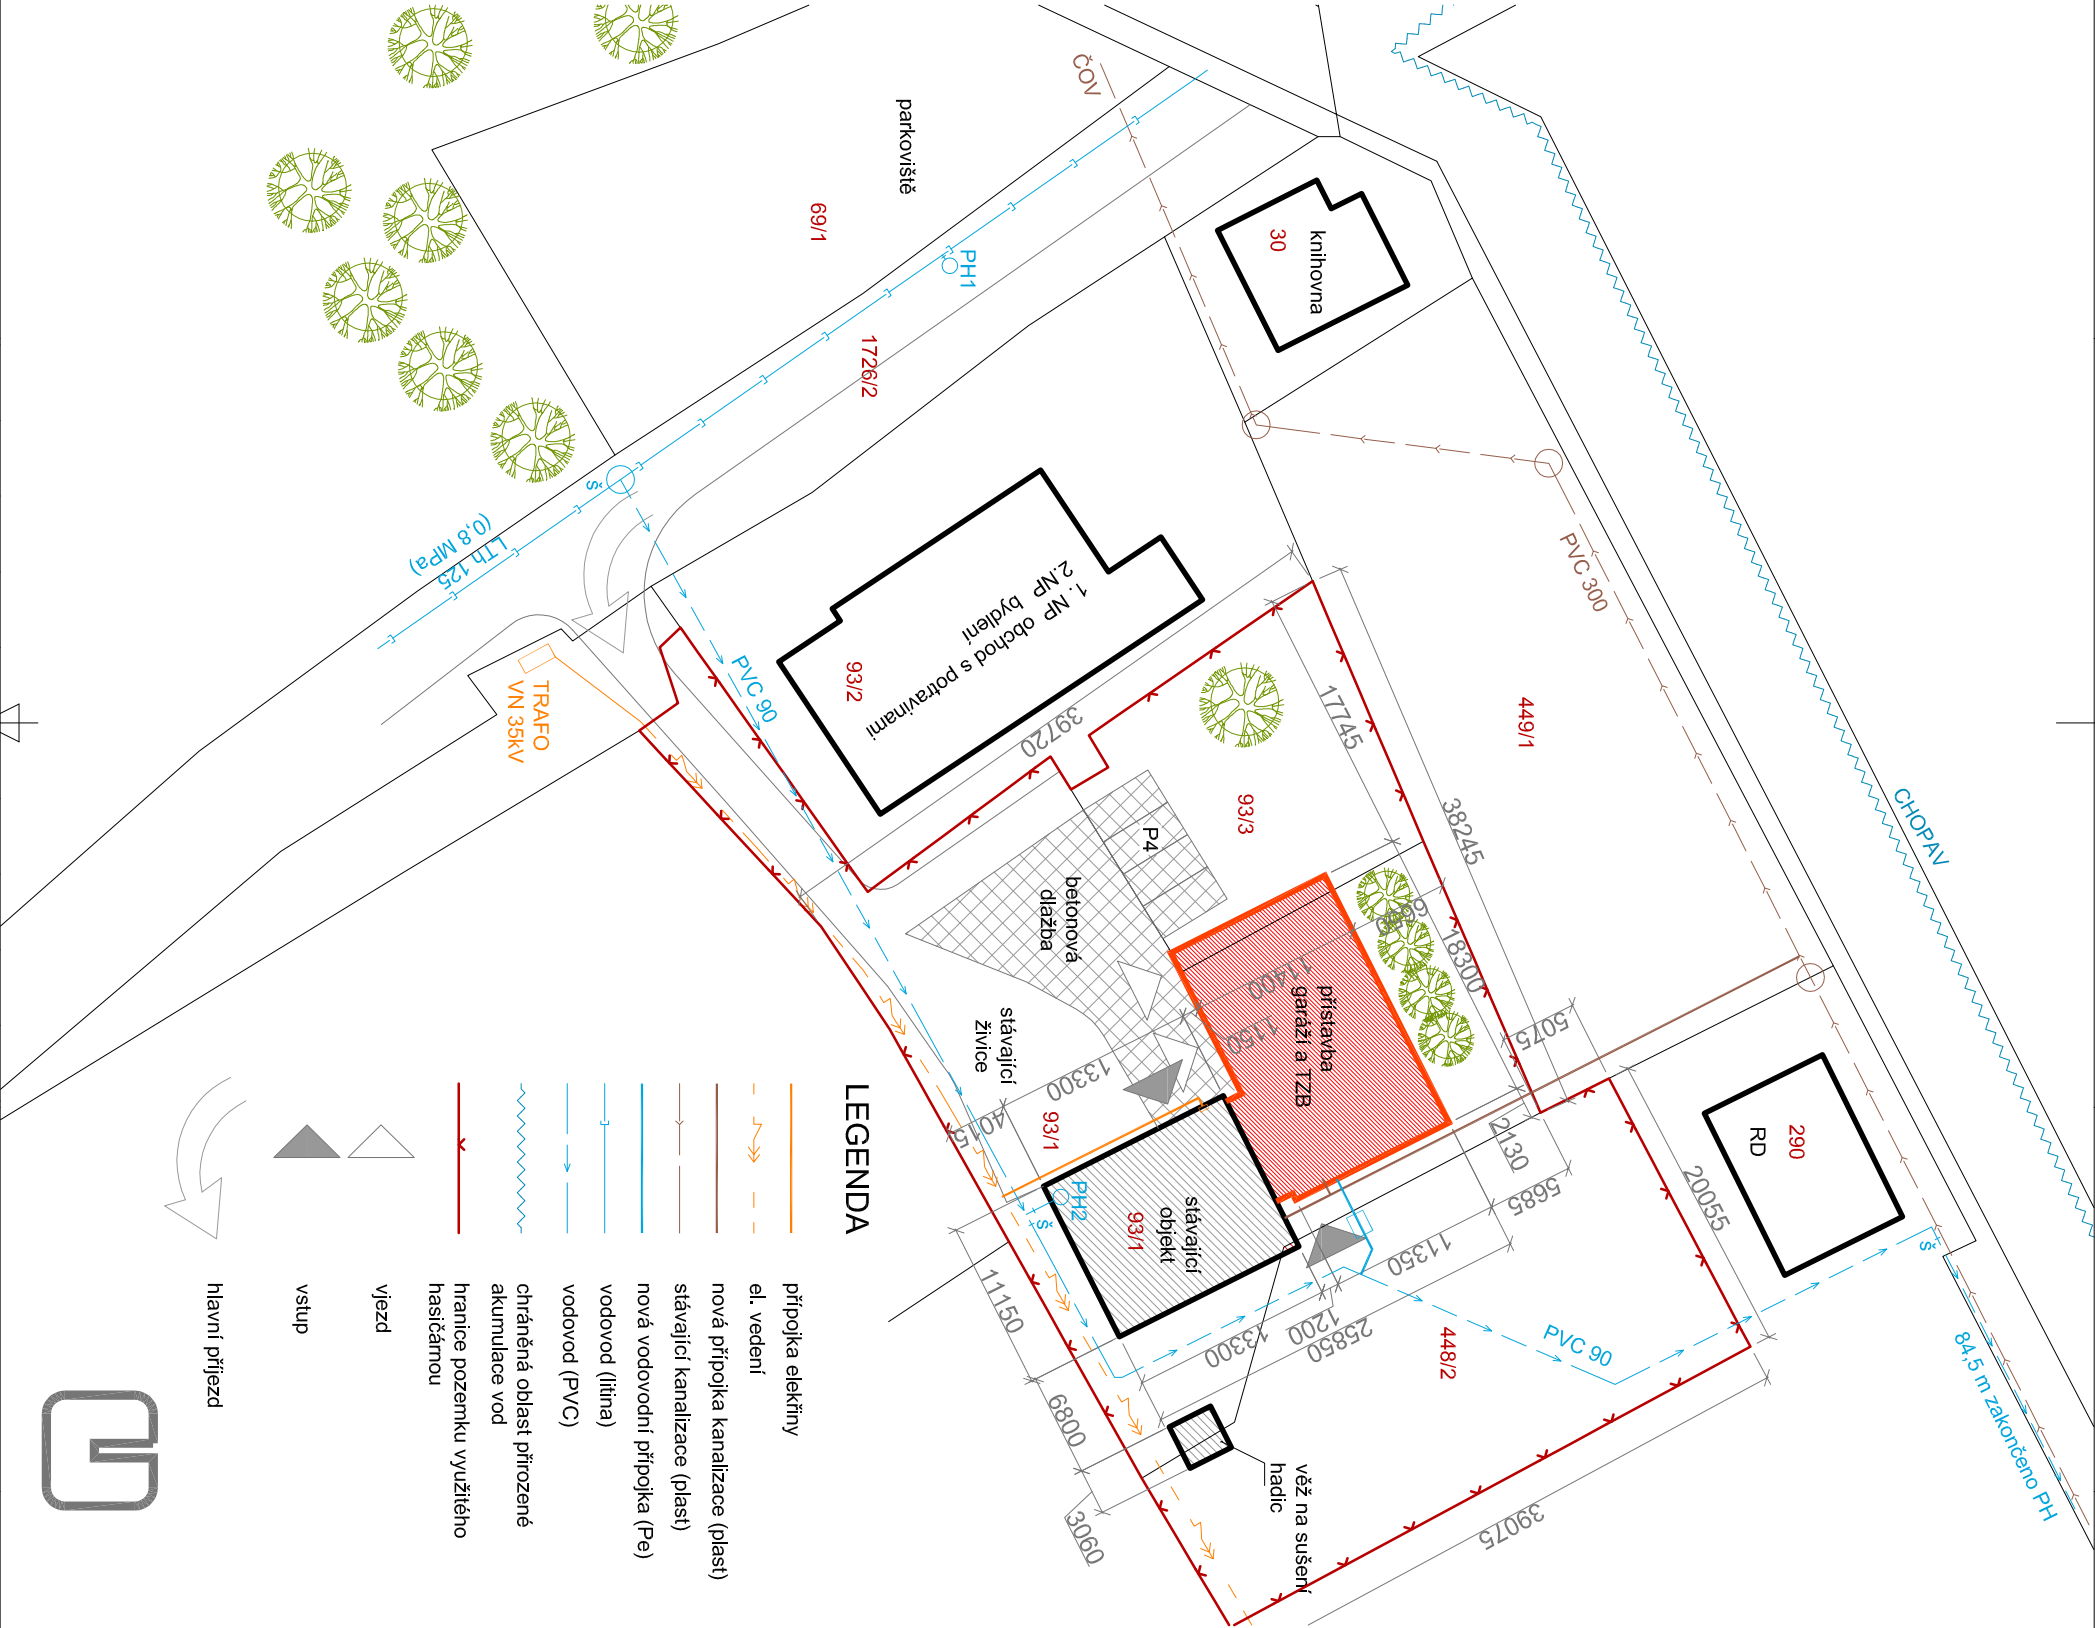 ČOV
parkoviště
69/1
PH1
1726/2
knihovna
30
š
LTh 125
(0,8 MPa)
PVC 300
TRAFO
VN 35kV
PVC 90
93/2
1. NP  obchod s potravinami
2.NP  bydlení
39720
17745
449/1
38245
93/3
P4
betonová
dlažba
CHOPAV
18300
5075
11400
1150
přístavba
garáží a TZB
stávající
živice
13300
4015
93/1
PH2
š
stávající
objekt
93/1
2130
5685
11350
20055
290
RD
š
84,5 m zakončeno PH
PVC 90
448/2
1200
13300
25850
11150
6800
3060
39075
věž na sušení
hadic
LEGENDA
přípojka elekřiny
el. vedení
nová přípojka kanalizace (plast)
stávající kanalizace (plast)
nová vodovodní přípojka (Pe)
vodovod (litina)
vodovod (PVC)
chráněná oblast přirozené
akumulace vod
hranice pozemku využitého
hasičárnou
vjezd
vstup
hlavní příjezd